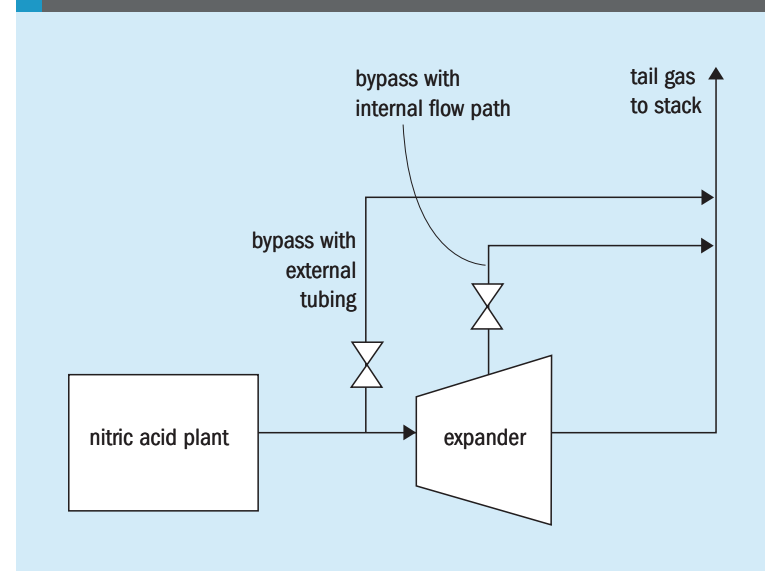 bypass with
internal flow path
tail gas
to stack
bypass with
external
tubing
nitric acid plant
expander